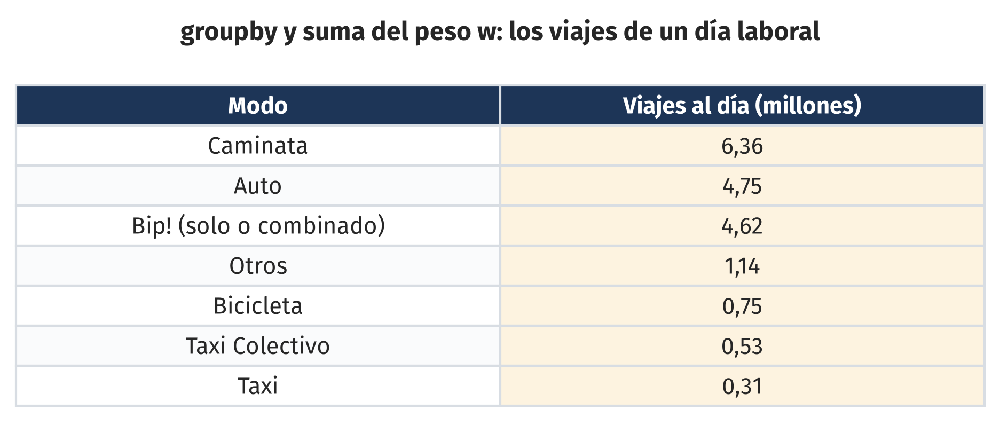 groupby y suma del peso w: los viajes de un día laboral
Modo Viajes al día (millones)
Caminata 6,36
Auto 4,75
Bip! (solo o combinado) 4,62
Otros 1,14
Bicicleta 0,75
Taxi Colectivo 0,53
Taxi 0,31